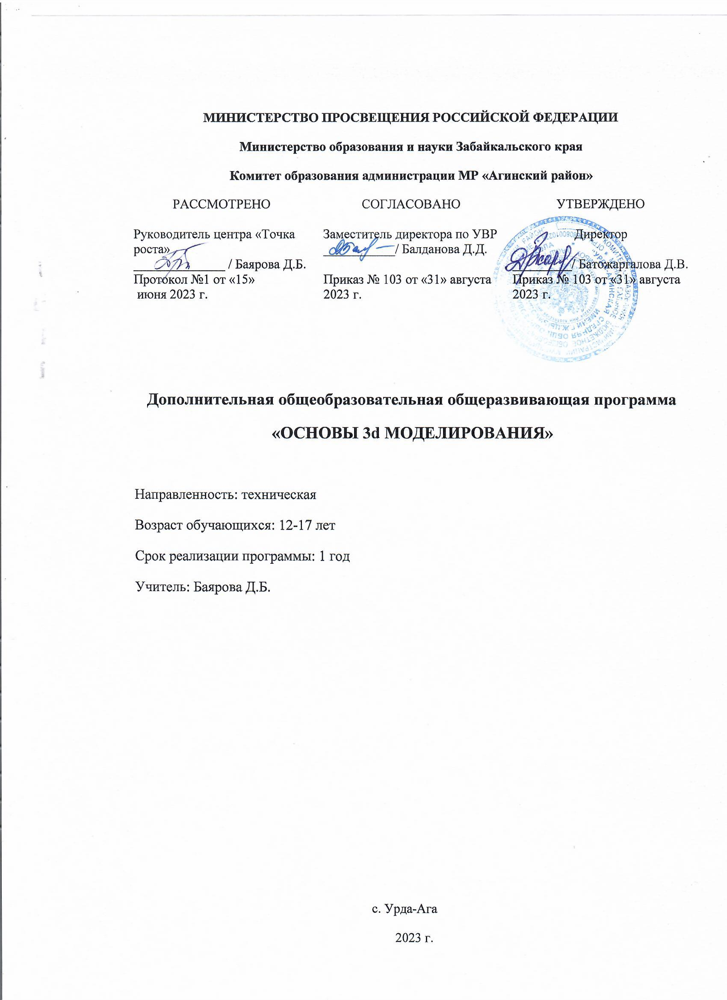 МИНИСТЕРСТВО ПРОСВЕЩЕНИЯ РОССИЙСКОЙ ФЕДЕРАЦИИ
Министерство образования и науки Забайкальского края
Комитет образования администрации МР «Агинский район»
РАССМОТРЕНО
Руководитель центра «Точка
роста»
_______________ / Баярова Д.Б.
Протокол №1 от «15»
июня 2023 г.
СОГЛАСОВАНО
Заместитель директора по УВР
____________/ Балданова Д.Д.
Приказ № 103 от «31» августа
2023 г.
УТВЕРЖДЕНО
Директор
__________/ Батожаргалова Д.В.
Приказ № 103 от «31» августа
2023 г.
Дополнительная общеобразовательная общеразвивающая программа
«ОСНОВЫ 3d МОДЕЛИРОВАНИЯ»
Направленность: техническая
Возраст обучающихся: 12-17 лет
Срок реализации программы: 1 год
Учитель: Баярова Д.Б.
с. Урда-Ага
2023 г.